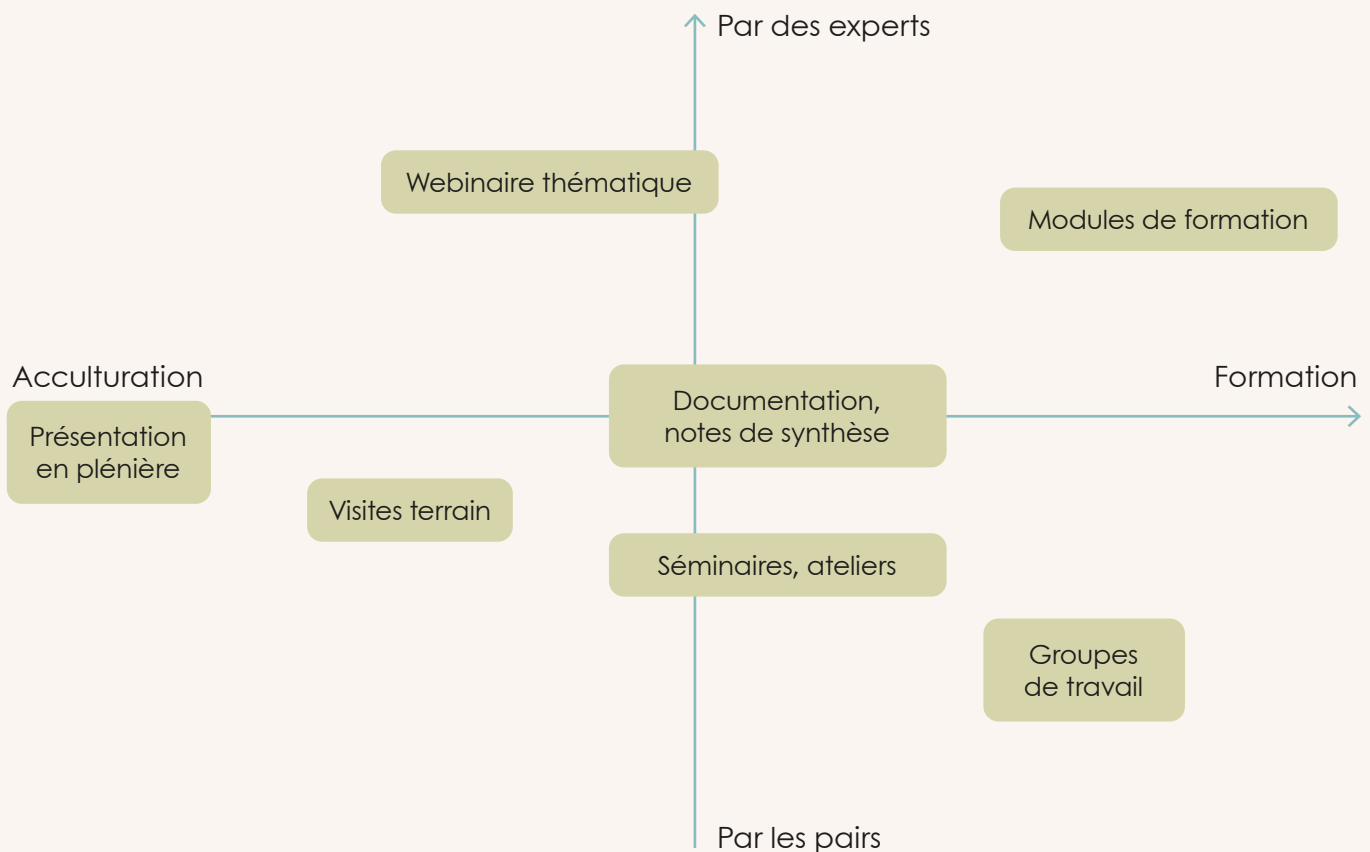 Par des experts
Webinaire thématique
Modules de formation
Acculturation
Formation
Documentation,
notes de synthèse
Présentation
en plénière
Visites terrain
Séminaires, ateliers
Groupes
de travail
Par les pairs